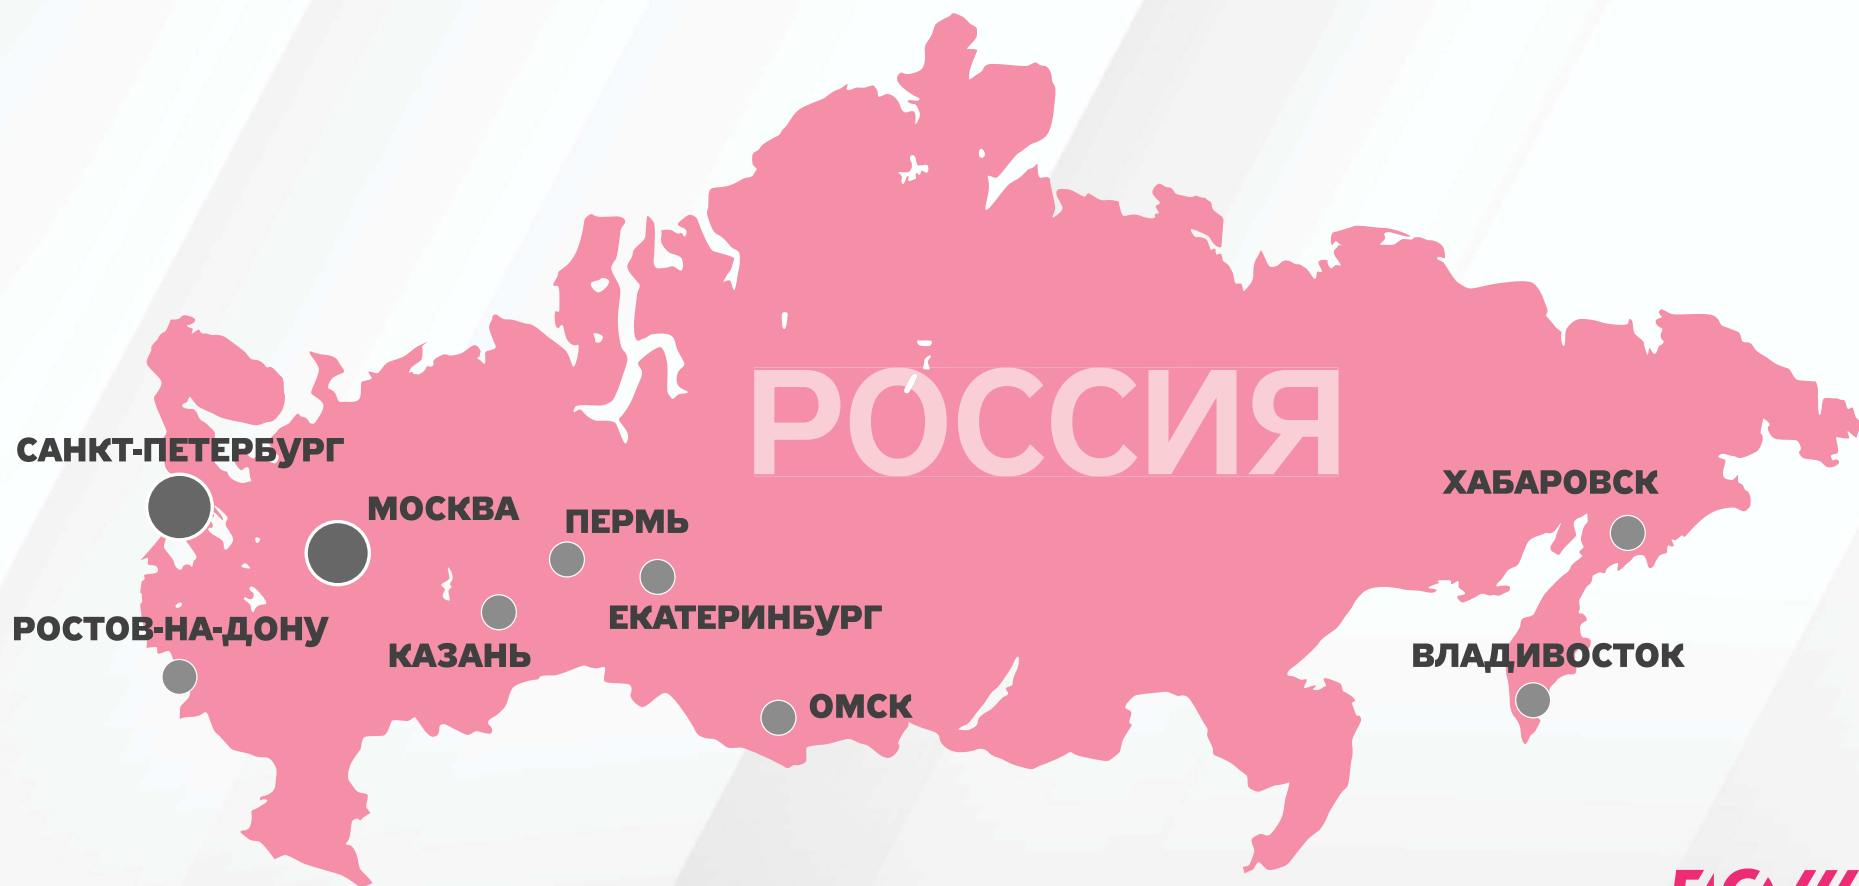 РОССИЯ
САНКТ-ПЕТЕРБУРГ
МОСКВА
ПЕРМЬ
ХАБАРОВСК
ЕКАТЕРИНБУРГ
РОСТОВ-НА-ДОНУ
КАЗАНЬ
ВЛАДИВОСТОК
ОМСК